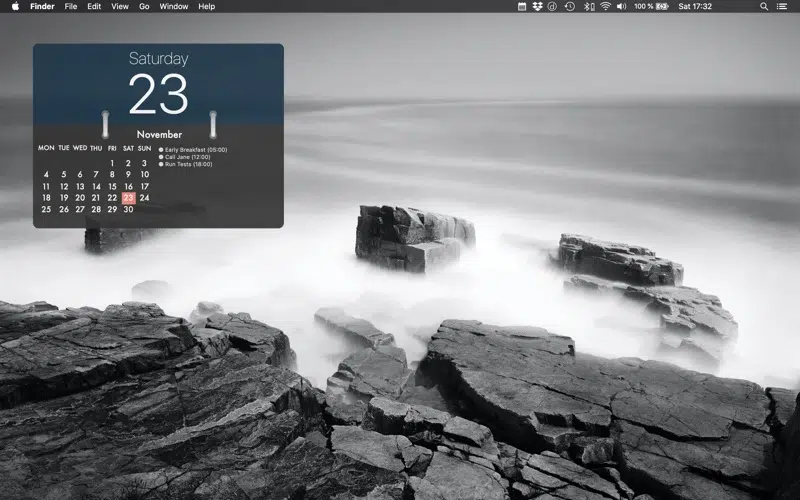 Finder File Edit View Go Window Help 100 % Sat 17:32
Saturday
23
November
MON TUE WED THU FRI SAT SUN
1 2 3
4 5 6 7 8 9 10
11 12 13 14 15 16 17
18 19 20 21 22 23 24
25 26 27 28 29 30
Early Breakfast (05:00)
Call Jane (12:00)
Run Tests (18:00)